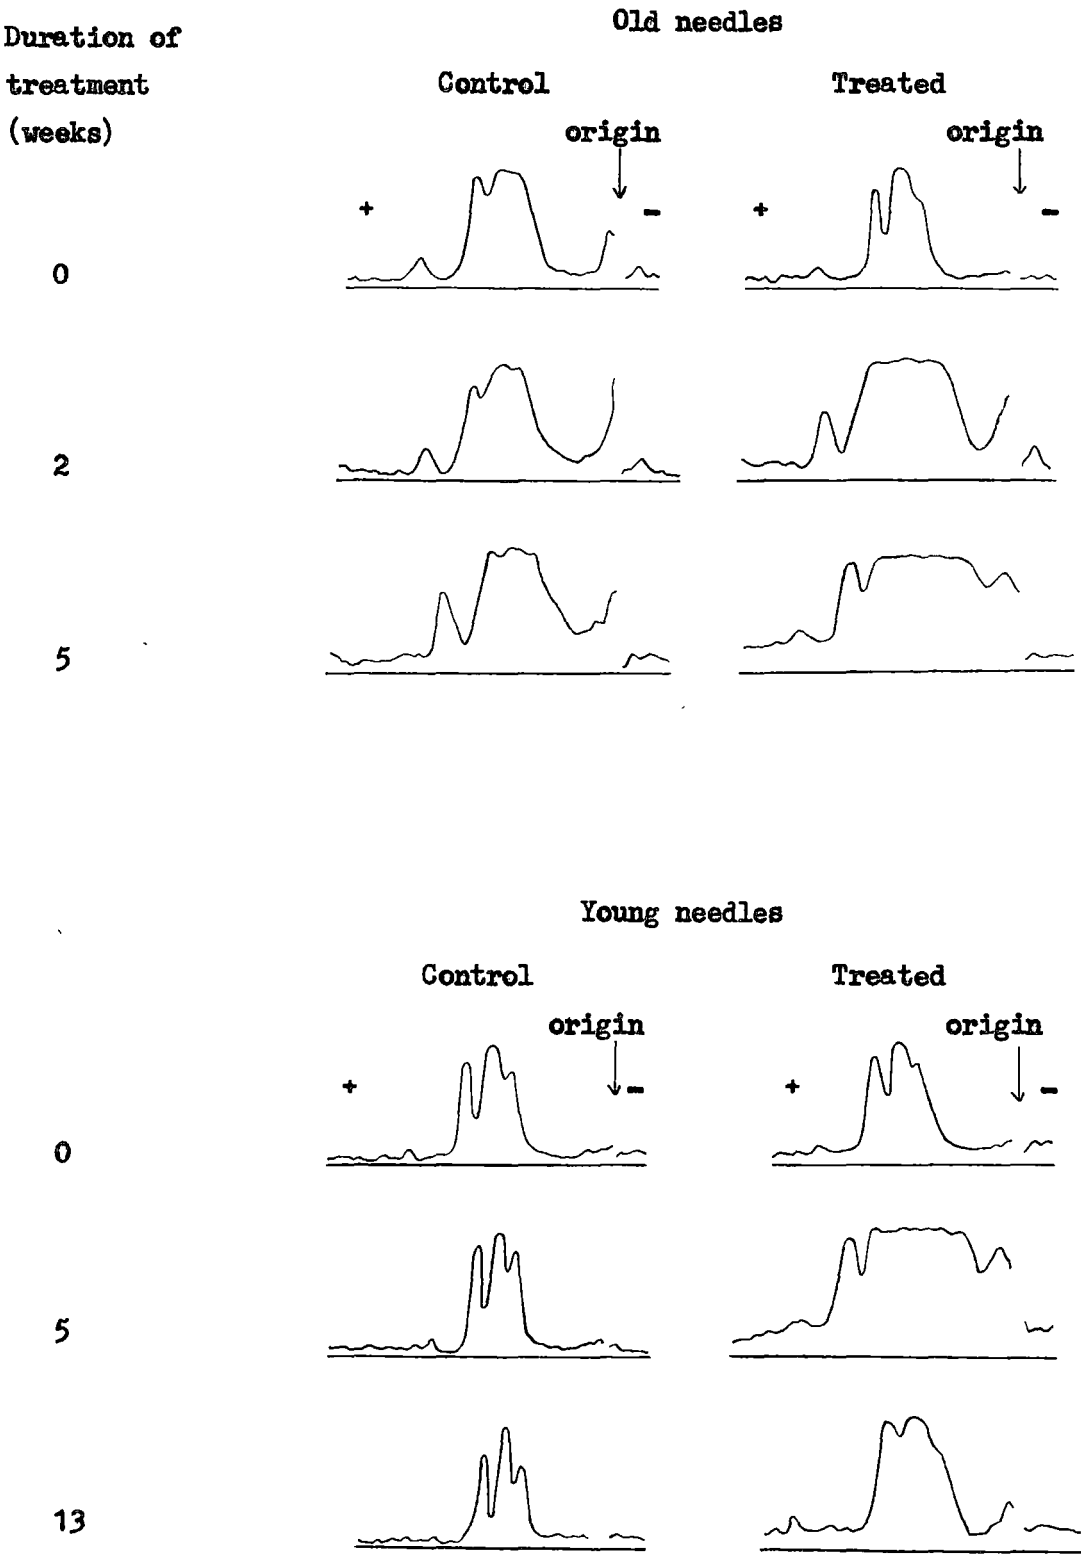 Duration of
treatment
(weeks)
Old needles
Control Treated
origin origin
+ - + -
0
2
5
Young needles
Control Treated
origin origin
+ - + -
0
5
13